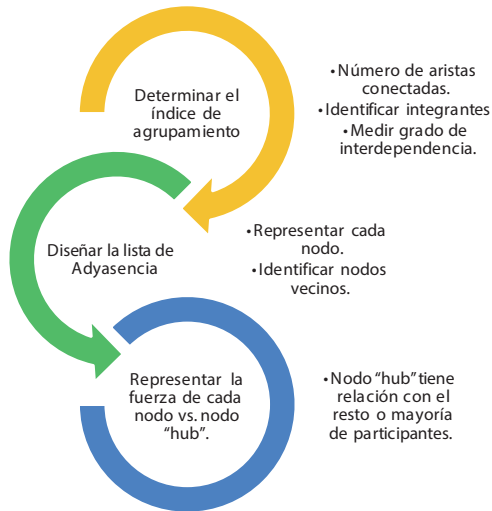 Determinar el
índice de
agrupamiento
•Número de aristas
conectadas.
•Identificar integrantes
•Medir grado de
interdependencia.
Diseñar la lista de
Adyasencia
•Representar cada
nodo.
•Identificar nodos
vecinos.
Representar la
fuerza de cada
nodo vs. nodo
“hub”.
•Nodo “hub” tiene
relación con el
resto o mayoría
de participantes.